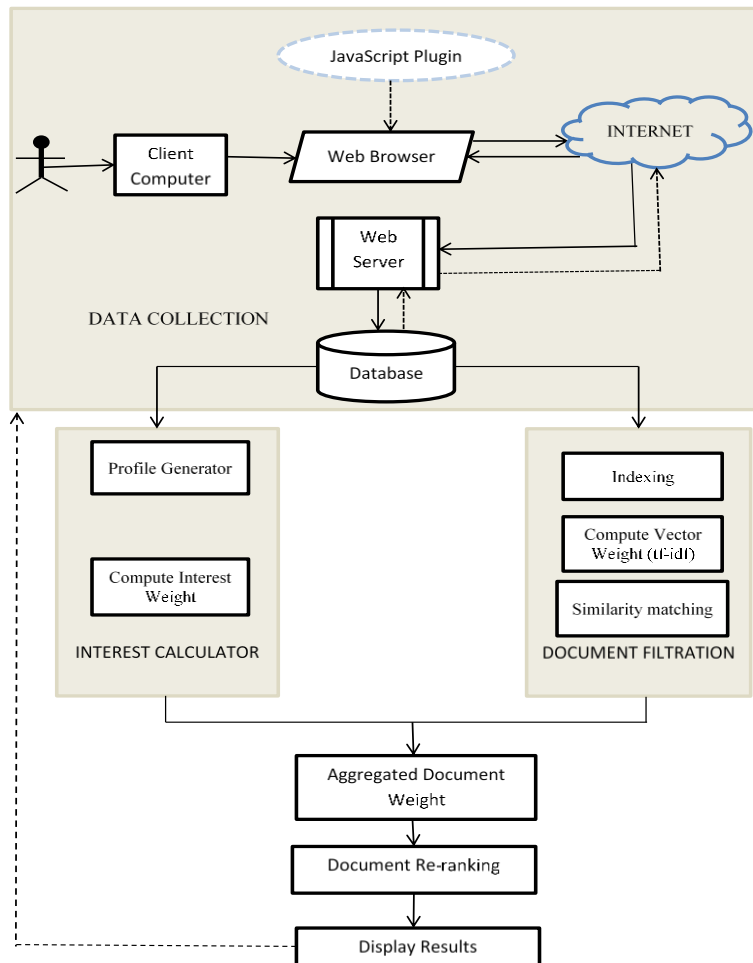 JavaScript Plugin
INTERNET
Client
Computer
Web Browser
Web
Server
DATA COLLECTION
Database
Profile Generator
Compute Interest
Weight
INTEREST CALCULATOR
Indexing
Compute Vector
Weight (tf-idf)
Similarity matching
DOCUMENT FILTRATION
Aggregated Document
Weight
Document Re-ranking
Display Results